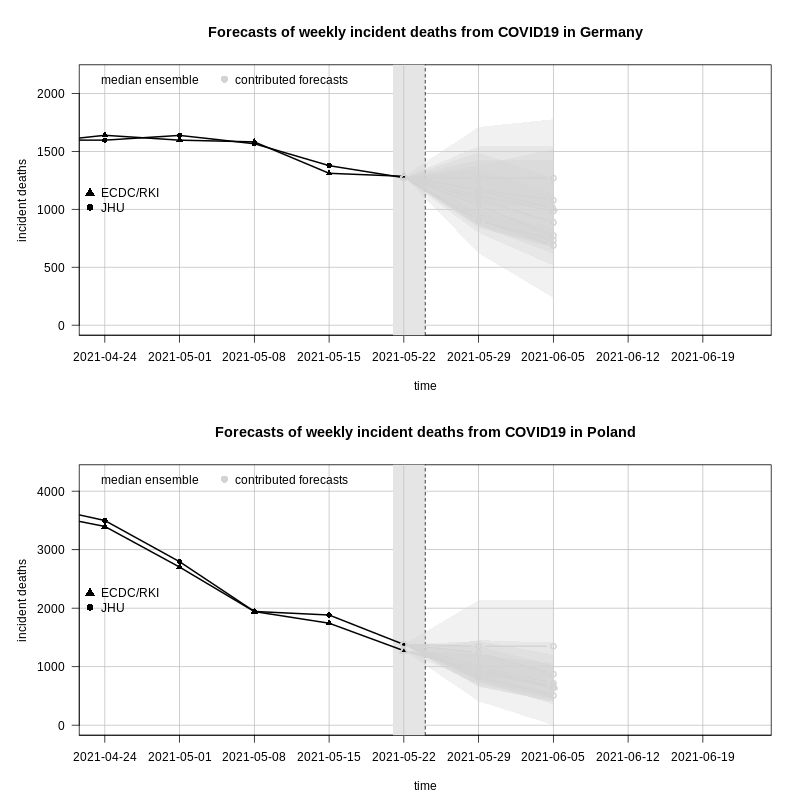 Forecasts of weekly incident deaths from COVID19 in Germany
median ensemble contributed forecasts
2000
1500
1000
500
0
incident deaths
ECDC/RKI
JHU
2021-04-24 2021-05-01 2021-05-08 2021-05-15 2021-05-22 2021-05-29 2021-06-05 2021-06-12 2021-06-19
time
Forecasts of weekly incident deaths from COVID19 in Poland
median ensemble contributed forecasts
4000
3000
2000
1000
0
incident deaths
ECDC/RKI
JHU
2021-04-24 2021-05-01 2021-05-08 2021-05-15 2021-05-22 2021-05-29 2021-06-05 2021-06-12 2021-06-19
time